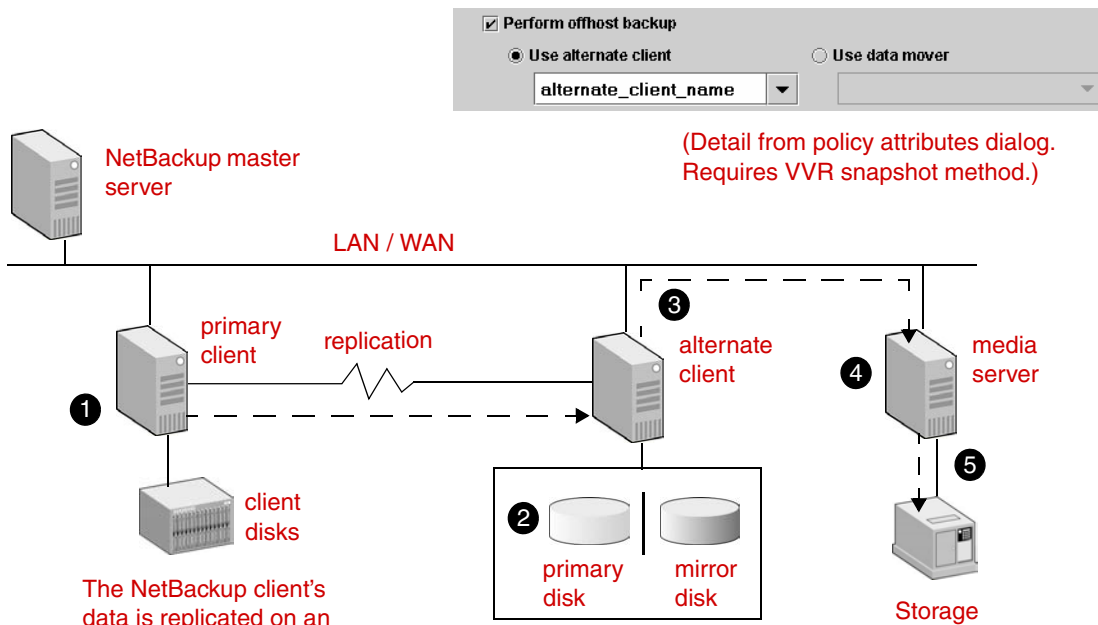 Perform offhost backup
Use alternate client
Use data mover
alternate_client_name
(Detail from policy attributes dialog.
Requires VVR snapshot method.)
NetBackup master
server
LAN / WAN
primary
client
replication
3
alternate
client
4
media
server
1
5
client
disks
2
primary
disk
mirror
disk
The NetBackup client's
data is replicated on an
Storage